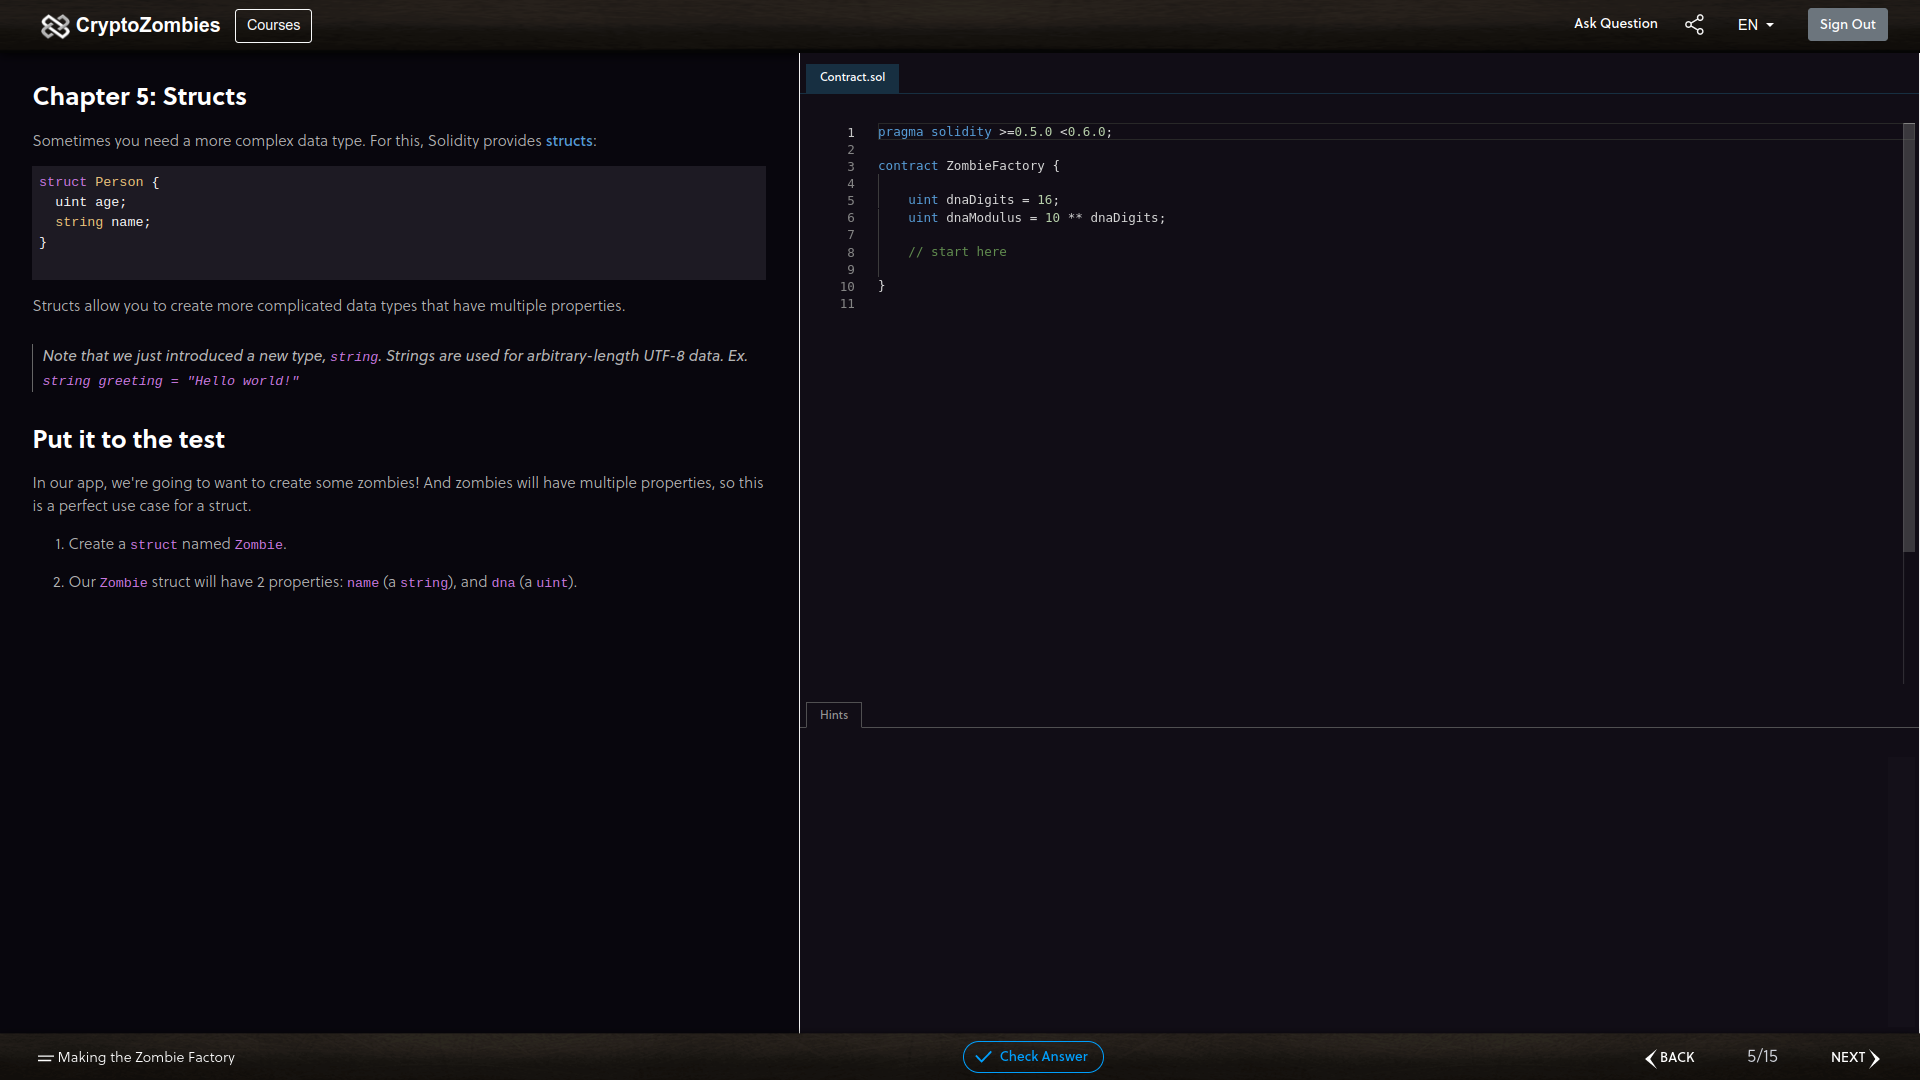 CryptoZombies
Courses
Ask Question
EN
Sign Out
Chapter 5: Structs
Sometimes you need a more complex data type. For this, Solidity provides structs:
struct Person {
  uint age;
  string name;
}
Structs allow you to create more complicated data types that have multiple properties.
Note that we just introduced a new type, string. Strings are used for arbitrary-length UTF-8 data. Ex.
string greeting = "Hello world!"
Put it to the test
In our app, we're going to want to create some zombies! And zombies will have multiple properties, so this
is a perfect use case for a struct.
1. Create a struct named Zombie.
2. Our Zombie struct will have 2 properties: name (a string), and dna (a uint).
Contract.sol
1 pragma solidity >=0.5.0 <0.6.0;
2
3 contract ZombieFactory {
4
5     uint dnaDigits = 16;
6     uint dnaModulus = 10 ** dnaDigits;
7
8     // start here
9
10 }
11
Hints
Making the Zombie Factory
Check Answer
BACK
5/15
NEXT